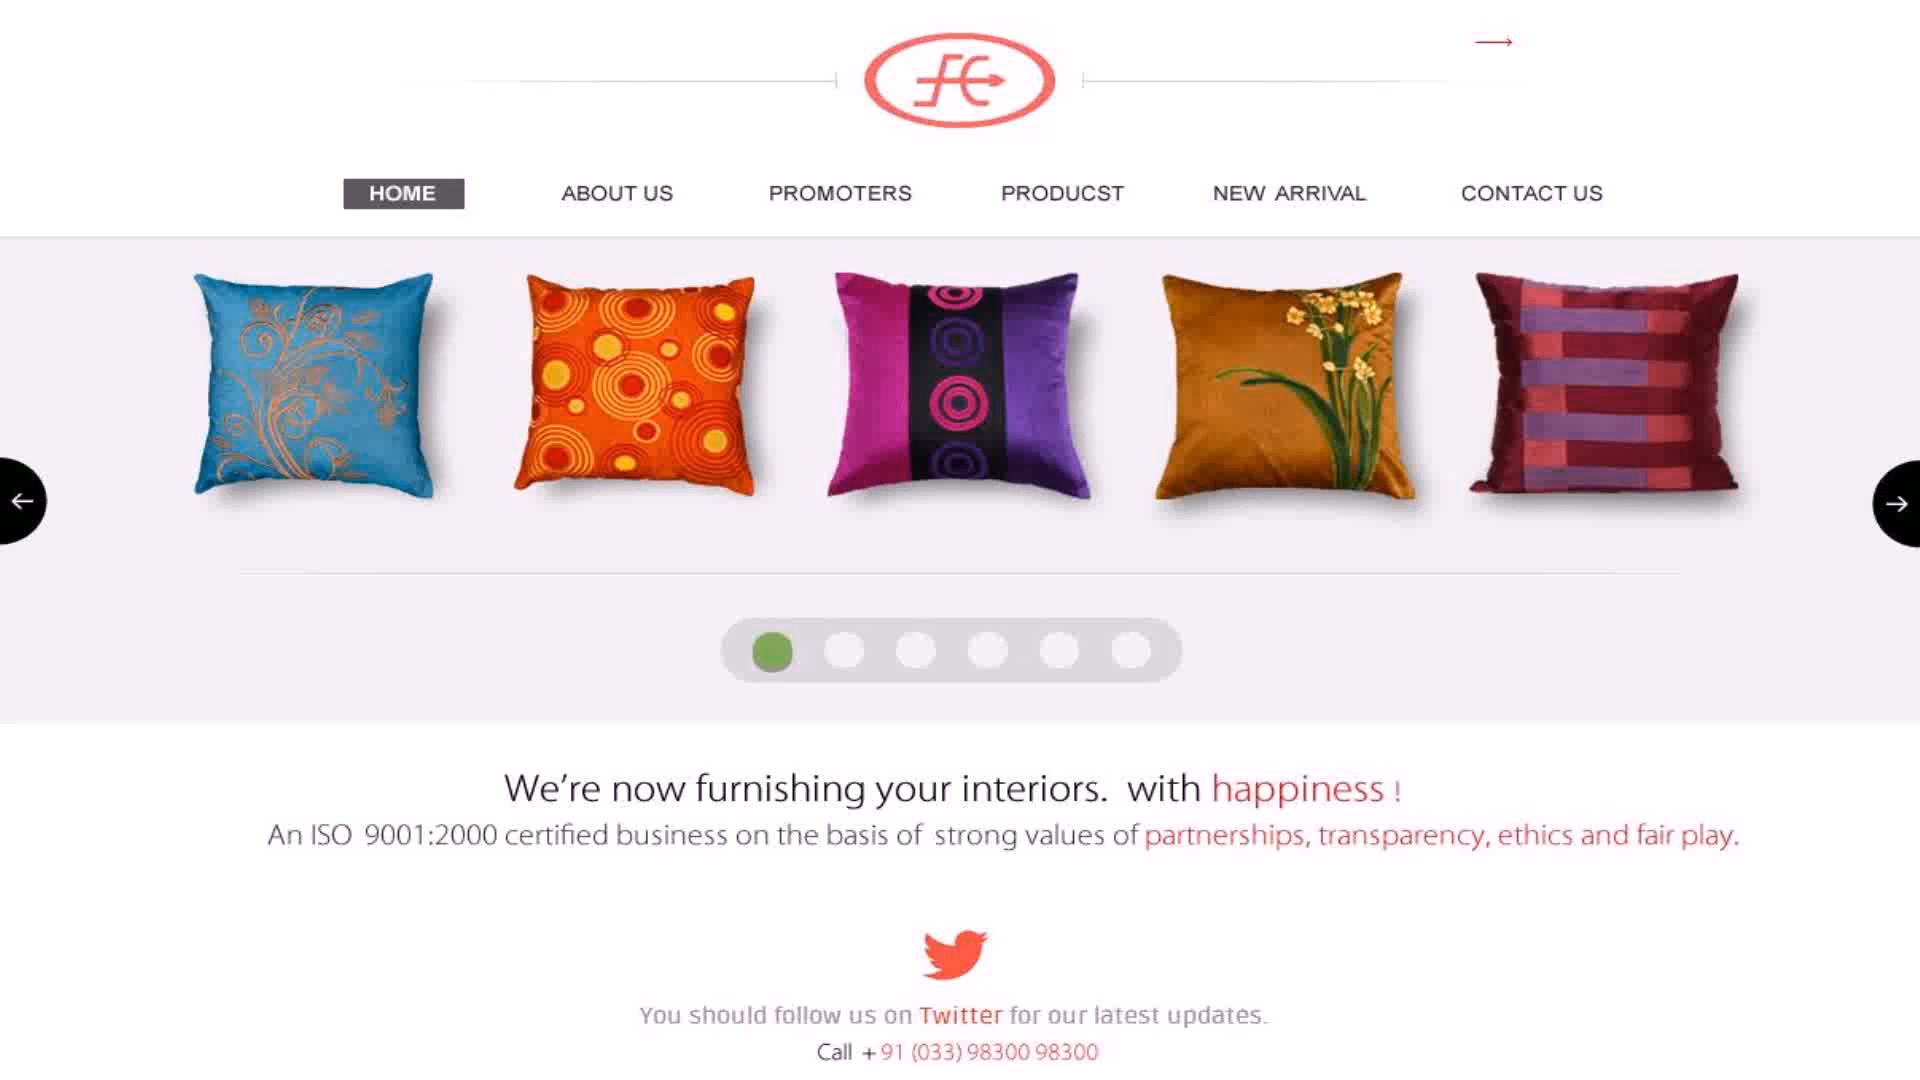 FC
HOME ABOUT US PROMOTERS PRODUCST NEW ARRIVAL CONTACT US
We're now furnishing your interiors. with happiness !
An ISO 9001:2000 certified business on the basis of strong values of partnerships, transparency, ethics and fair play.
You should follow us on Twitter for our latest updates.
Call +91 (033) 98300 98300